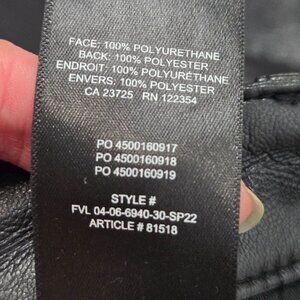 FACE: 100% POLYURETHANE
BACK: 100% POLYESTER
ENDROIT: 100% POLYURÉTHANE
ENVERS: 100% POLYESTER
CA 23725 RN 122354
PO 4500160917
PO 4500160918
PO 4500160919
STYLE #
FVL 04-06-6940-30-SP22
ARTICLE # 81518